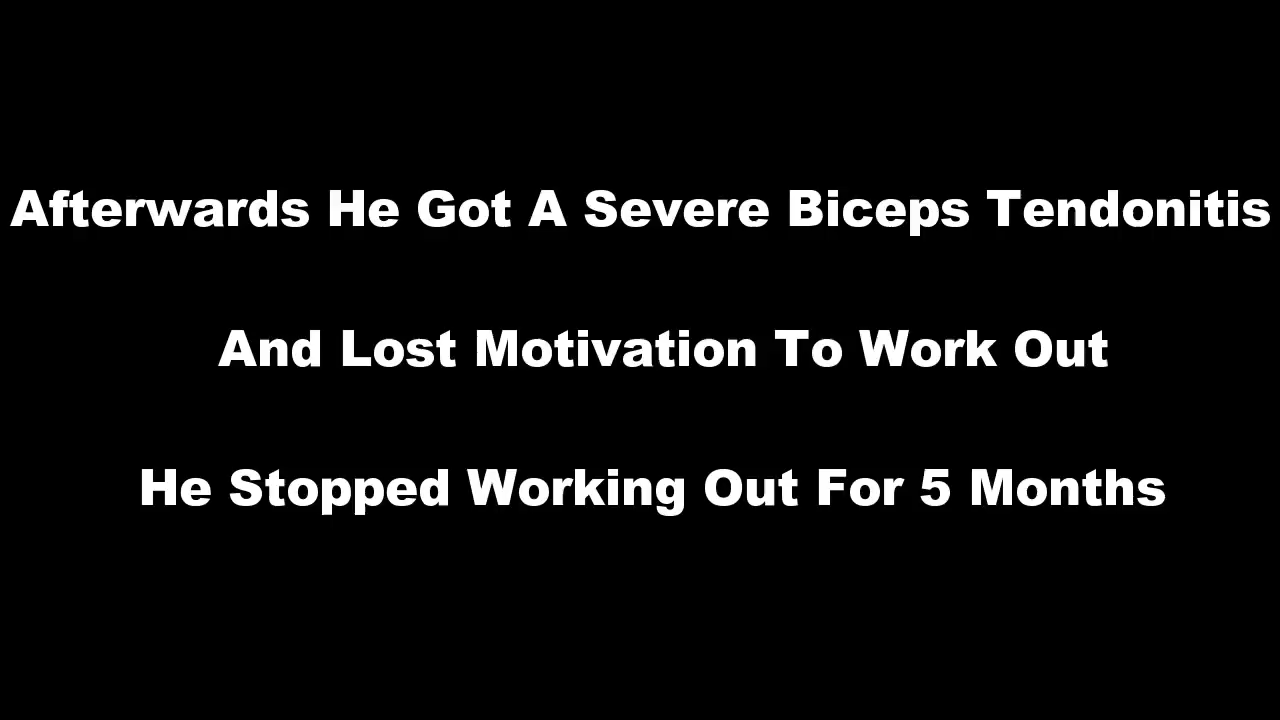 Afterwards He Got A Severe Biceps Tendonitis
And Lost Motivation To Work Out
He Stopped Working Out For 5 Months